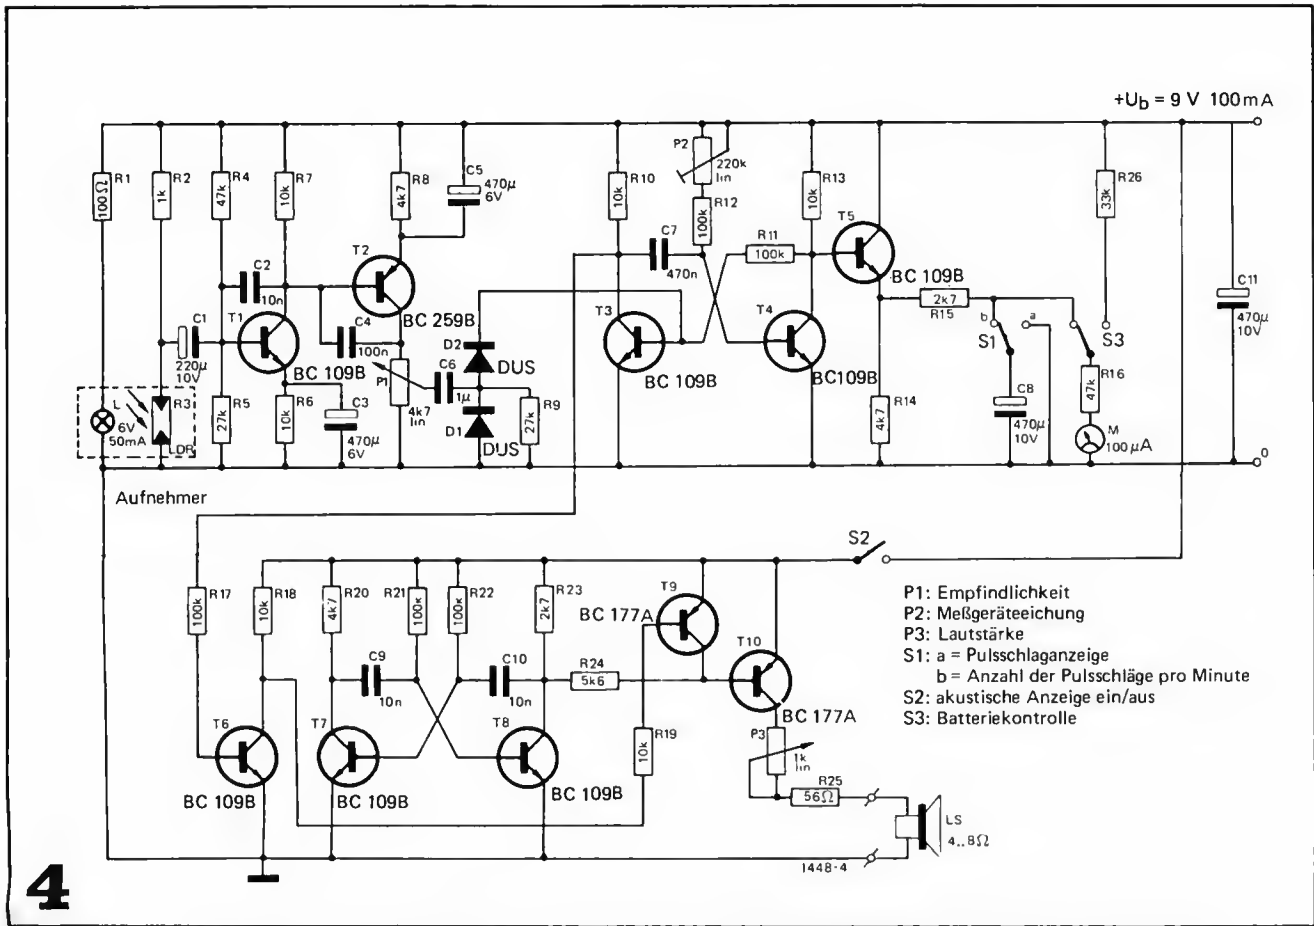 +Ub = 9 V 100mA
R1
100Ω
R2
1k
R4
47k
R7
10k
R8
4k7
C5
470µ
6V
R10
10k
P2
220k
lin
R12
100k
R13
10k
R26
33k
T5
C7
470n
R11
100k
BC 109B
C11
470µ
10V
C2
10n
T2
BC 259B
C1
220µ
10V
T1
BC 109B
C4
100n
P1
4k7
lin
D2
DUS
C6
1µ
D1
DUS
R9
27k
T3
BC 109B
T4
BC109B
2k7
R15
b
a
S1
S3
R16
47k
R14
4k7
C8
470µ
10V
M
100µA
L
6V
50mA
R3
LDR
R5
27k
R6
10k
C3
470µ
6V
0
Aufnehmer
S2
R17
100k
R18
10k
R20
4k7
R21
100k
R22
100k
R23
2k7
T9
BC 177A
T10
BC 177A
C9
10n
C10
10n
R24
5k6
T6
BC 109B
T7
BC 109B
T8
BC 109B
R19
10k
P3
1k
lin
R25
56Ω
LS
4..8Ω
1448-4
P1: Empfindlichkeit
P2: Meßgeräteeichung
P3: Lautstärke
S1: a = Pulsschlaganzeige
b = Anzahl der Pulsschläge pro Minute
S2: akustische Anzeige ein/aus
S3: Batteriekontrolle
4